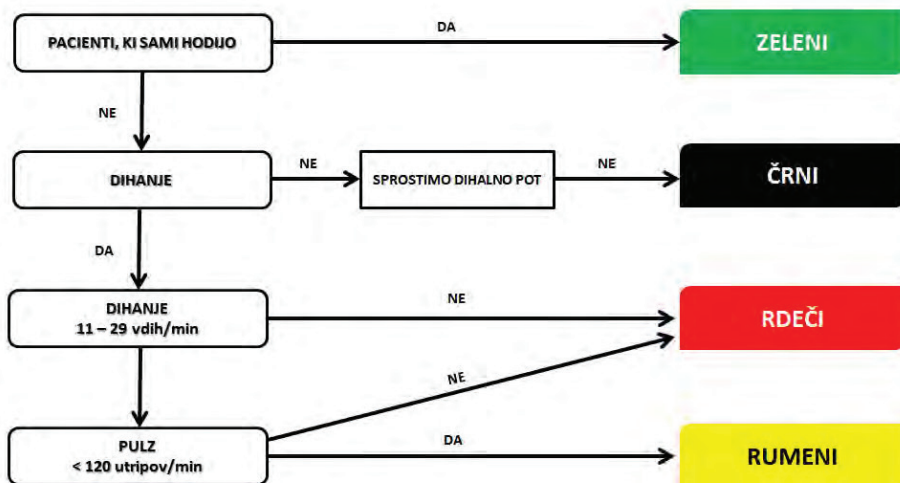 PACIENTI, KI SAMI HODIJO
DA
ZELENI
NE
DIHANJE
NE
SPROSTIMO DIHALNO POT
NE
ČRNI
DA
DIHANJE
11 – 29 vdih/min
NE
RDEČI
NE
PULZ
< 120 utripov/min
DA
RUMENI